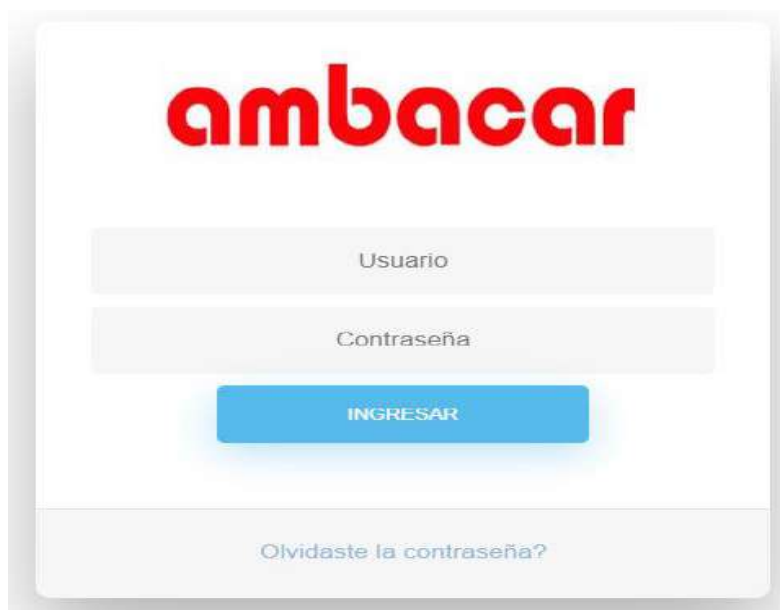 ambacar
Usuario
Contraseña
INGRESAR
Olvidaste la contraseña?